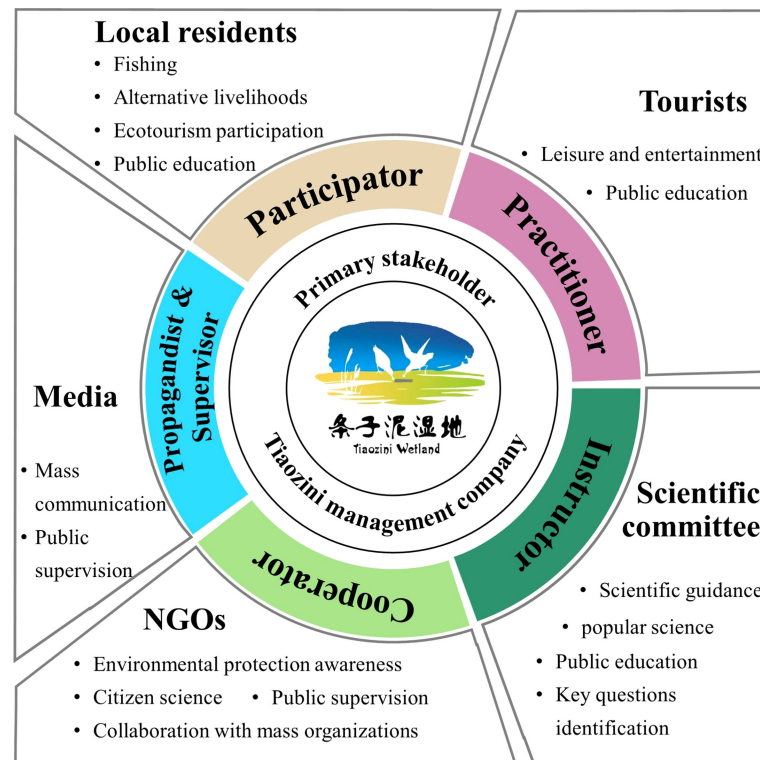 Local residents
• Fishing
• Alternative livelihoods
• Ecotourism participation
• Public education
Tourists
• Leisure and entertainment
• Public education
Participator
Practitioner
Propagandist &
Supervisor
Primary stakeholder
条子泥湿地
Tiaozini Wetland
Tiaozini management company
Instructor
Cooperator
Media
• Mass
communication
• Public
supervision
Scientific
committee
• Scientific guidance
• popular science
• Public education
• Key questions
identification
NGOs
• Environmental protection awareness
• Citizen science • Public supervision
• Collaboration with mass organizations